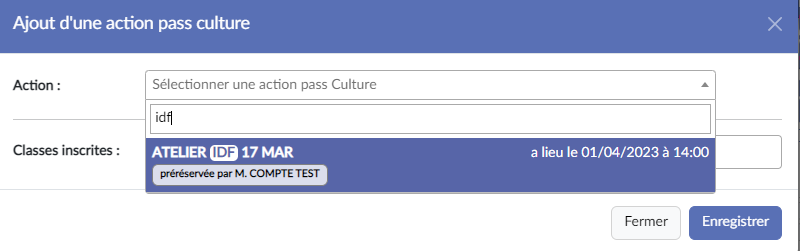 Ajout d'une action pass culture
Action :
Sélectionner une action pass Culture
idf
ATELIER IDF 17 MAR a lieu le 01/04/2023 à 14:00
préréservée par M. COMPTE TEST
Classes inscrites :
Fermer Enregistrer